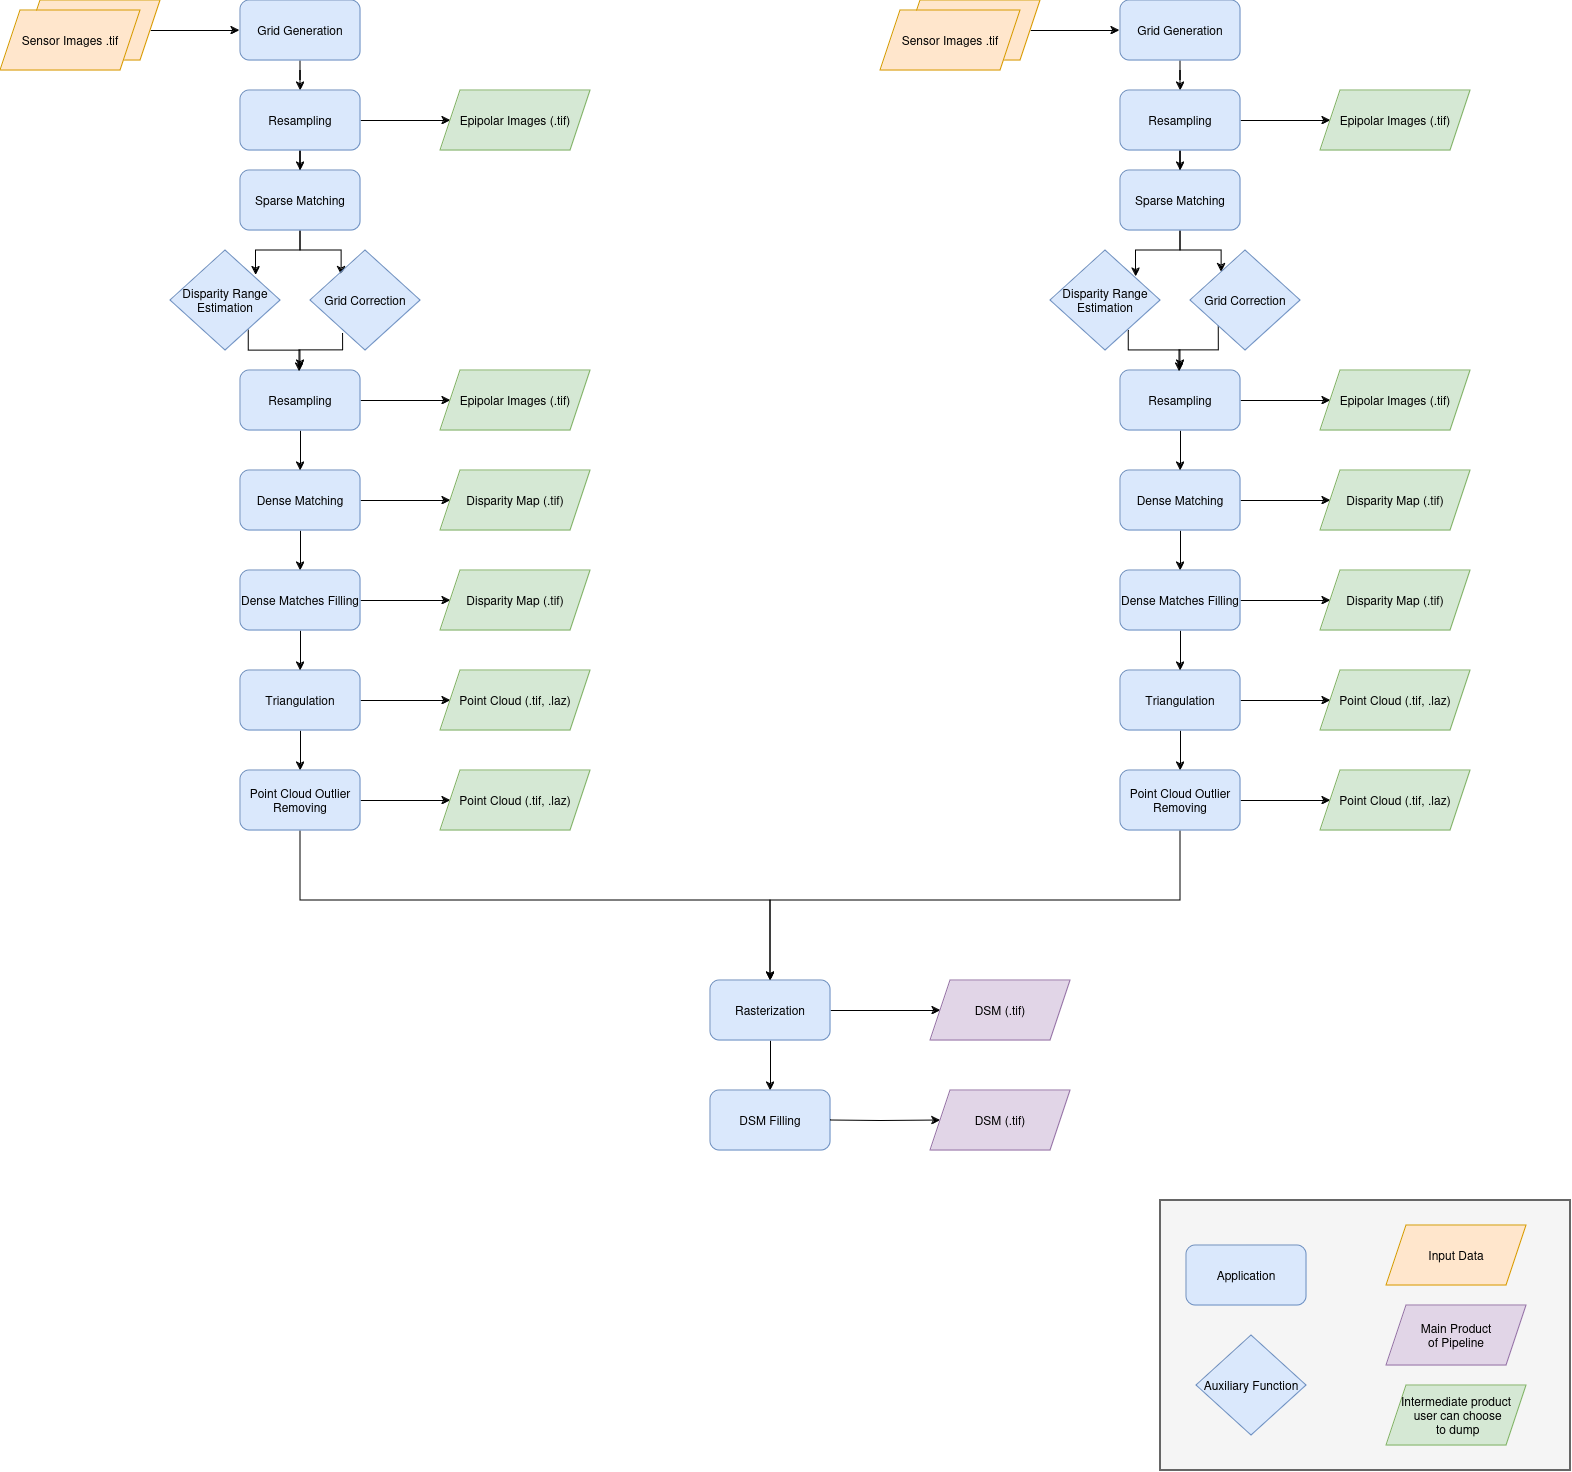 Sensor Images .tif
Grid Generation
Resampling
Epipolar Images (.tif)
Sparse Matching
Disparity Range
Estimation
Grid Correction
Resampling
Epipolar Images (.tif)
Dense Matching
Disparity Map (.tif)
Dense Matches Filling
Disparity Map (.tif)
Triangulation
Point Cloud (.tif, .laz)
Point Cloud Outlier
Removing
Point Cloud (.tif, .laz)
Sensor Images .tif
Grid Generation
Resampling
Epipolar Images (.tif)
Sparse Matching
Disparity Range
Estimation
Grid Correction
Resampling
Epipolar Images (.tif)
Dense Matching
Disparity Map (.tif)
Dense Matches Filling
Disparity Map (.tif)
Triangulation
Point Cloud (.tif, .laz)
Point Cloud Outlier
Removing
Point Cloud (.tif, .laz)
Rasterization
DSM (.tif)
DSM Filling
DSM (.tif)
Application
Input Data
Main Product
of Pipeline
Auxiliary Function
Intermediate product
user can choose
to dump